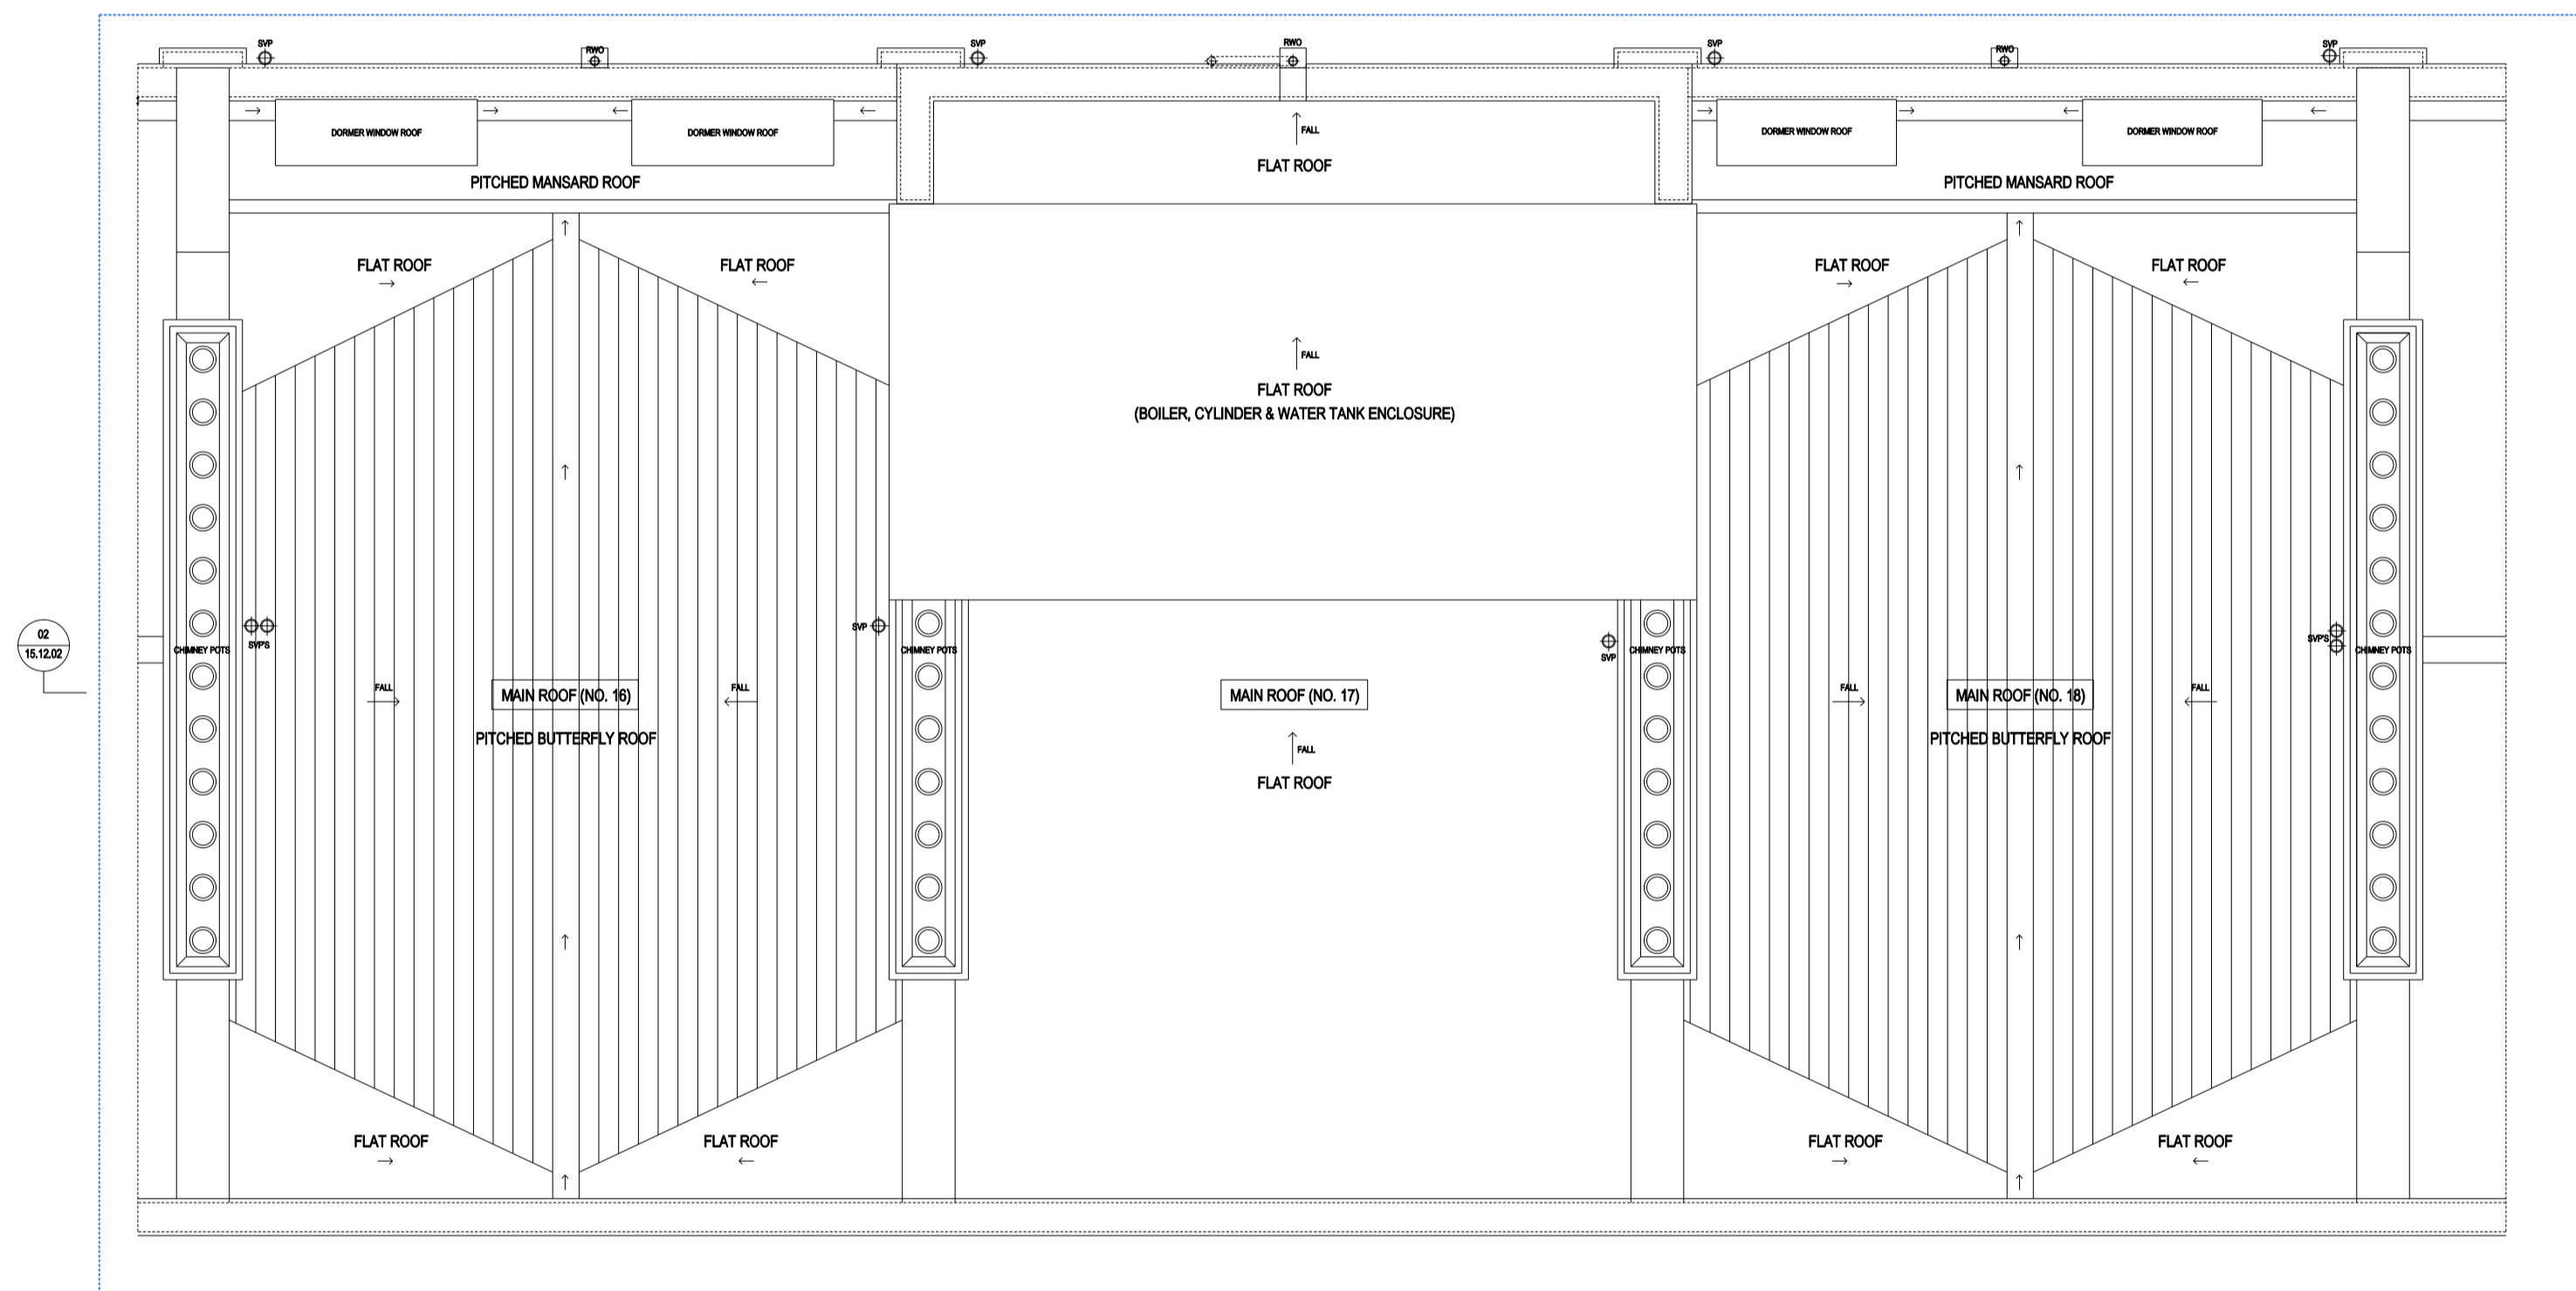 SVP
RWO
SVP
RWO
SVP
RWO
SVP
DORMER WINDOW ROOF
DORMER WINDOW ROOF
FALL
DORMER WINDOW ROOF
DORMER WINDOW ROOF
PITCHED MANSARD ROOF
FLAT ROOF
PITCHED MANSARD ROOF
FLAT ROOF
FLAT ROOF
FLAT ROOF
FLAT ROOF
FALL
FLAT ROOF
(BOILER, CYLINDER & WATER TANK ENCLOSURE)
02
15.12.02
CHIMNEY POTS
SVP'S
SVP
CHIMNEY POTS
SVP
CHIMNEY POTS
SVP'S
CHIMNEY POTS
FALL
MAIN ROOF (NO. 16)
FALL
MAIN ROOF (NO. 17)
FALL
MAIN ROOF (NO. 18)
FALL
PITCHED BUTTERFLY ROOF
FALL
PITCHED BUTTERFLY ROOF
FLAT ROOF
FLAT ROOF
FLAT ROOF
FLAT ROOF
FLAT ROOF